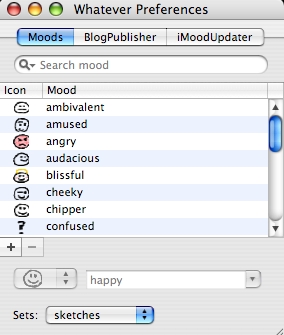 Whatever Preferences
Moods BlogPublisher iMoodUpdater
Search mood
Icon Mood
ambivalent
amused
angry
audacious
blissful
cheeky
chipper
? confused
+ −
happy
Sets: sketches